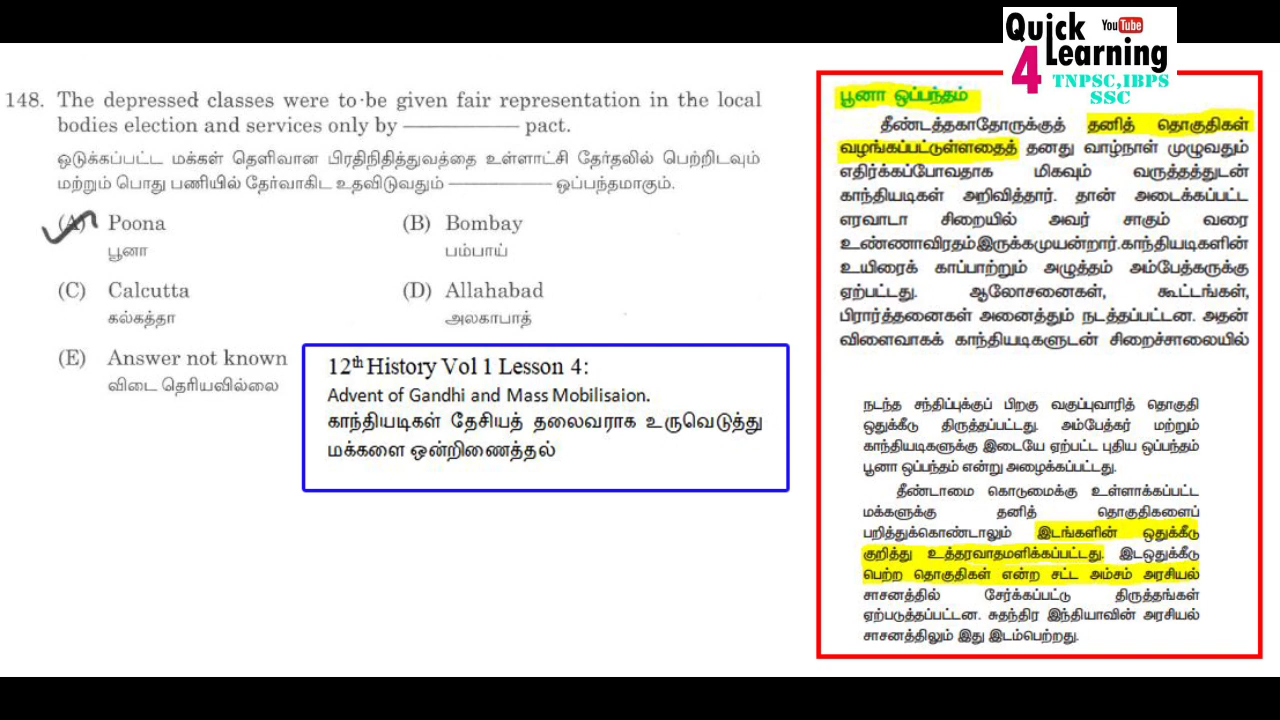 Quick
YouTube
4 Learning
TNPSC,IBPS
SSC
148. The depressed classes were to be given fair representation in the local
bodies election and services only by ———— pact.
ஒடுக்கப்பட்ட மக்கள் தெளிவான பிரதிநிதித்துவத்தை உள்ளாட்சி தேர்தலில் பெற்றிடவும்
மற்றும் பொது பணியில் தேர்வாகிட உதவிடுவதும் ———— ஒப்பந்தமாகும்.
(A) Poona
பூனா
(B) Bombay
பம்பாய்
(C) Calcutta
கல்கத்தா
(D) Allahabad
அலகாபாத்
(E) Answer not known
விடை தெரியவில்லை
12th History Vol 1 Lesson 4:
Advent of Gandhi and Mass Mobilisaion.
காந்தியடிகள் தேசியத் தலைவராக உருவெடுத்து
மக்களை ஒன்றிணைத்தல்
பூனா ஒப்பந்தம்
தீண்டத்தகாதோருக்குத் தனித் தொகுதிகள்
வழங்கப்பட்டுள்ளதைத் தனது வாழ்நாள் முழுவதும்
எதிர்க்கப்போவதாக மிகவும் வருத்தத்துடன்
காந்தியடிகள் அறிவித்தார். தான் அடைக்கப்பட்ட
எரவாடா சிறையில் அவர் சாகும் வரை
உண்ணாவிரதம்இருக்கமுயன்றார்.காந்தியடிகளின்
உயிரைக் காப்பாற்றும் அழுத்தம் அம்பேத்கருக்கு
ஏற்பட்டது. ஆலோசனைகள், கூட்டங்கள்,
பிரார்த்தனைகள் அனைத்தும் நடத்தப்பட்டன. அதன்
விளைவாகக் காந்தியடிகளுடன் சிறைச்சாலையில்
நடந்த சந்திப்புக்குப் பிறகு வகுப்புவாரித் தொகுதி
ஒதுக்கீடு திருத்தப்பட்டது. அம்பேத்கர் மற்றும்
காந்தியடிகளுக்கு இடையே ஏற்பட்ட புதிய ஒப்பந்தம்
பூனா ஒப்பந்தம் என்று அழைக்கப்பட்டது.
தீண்டாமை கொடுமைக்கு உள்ளாக்கப்பட்ட
மக்களுக்கு தனித் தொகுதிகளைப்
பறித்துக்கொண்டாலும் இடங்களின் ஒதுக்கீடு
குறித்து உத்தரவாதமளிக்கப்பட்டது. இடஒதுக்கீடு
பெற்ற தொகுதிகள் என்ற சட்ட அம்சம் அரசியல்
சாசனத்தில் சேர்க்கப்பட்டு திருத்தங்கள்
ஏற்படுத்தப்பட்டன. சுதந்திர இந்தியாவின் அரசியல்
சாசனத்திலும் இது இடம்பெற்றது.